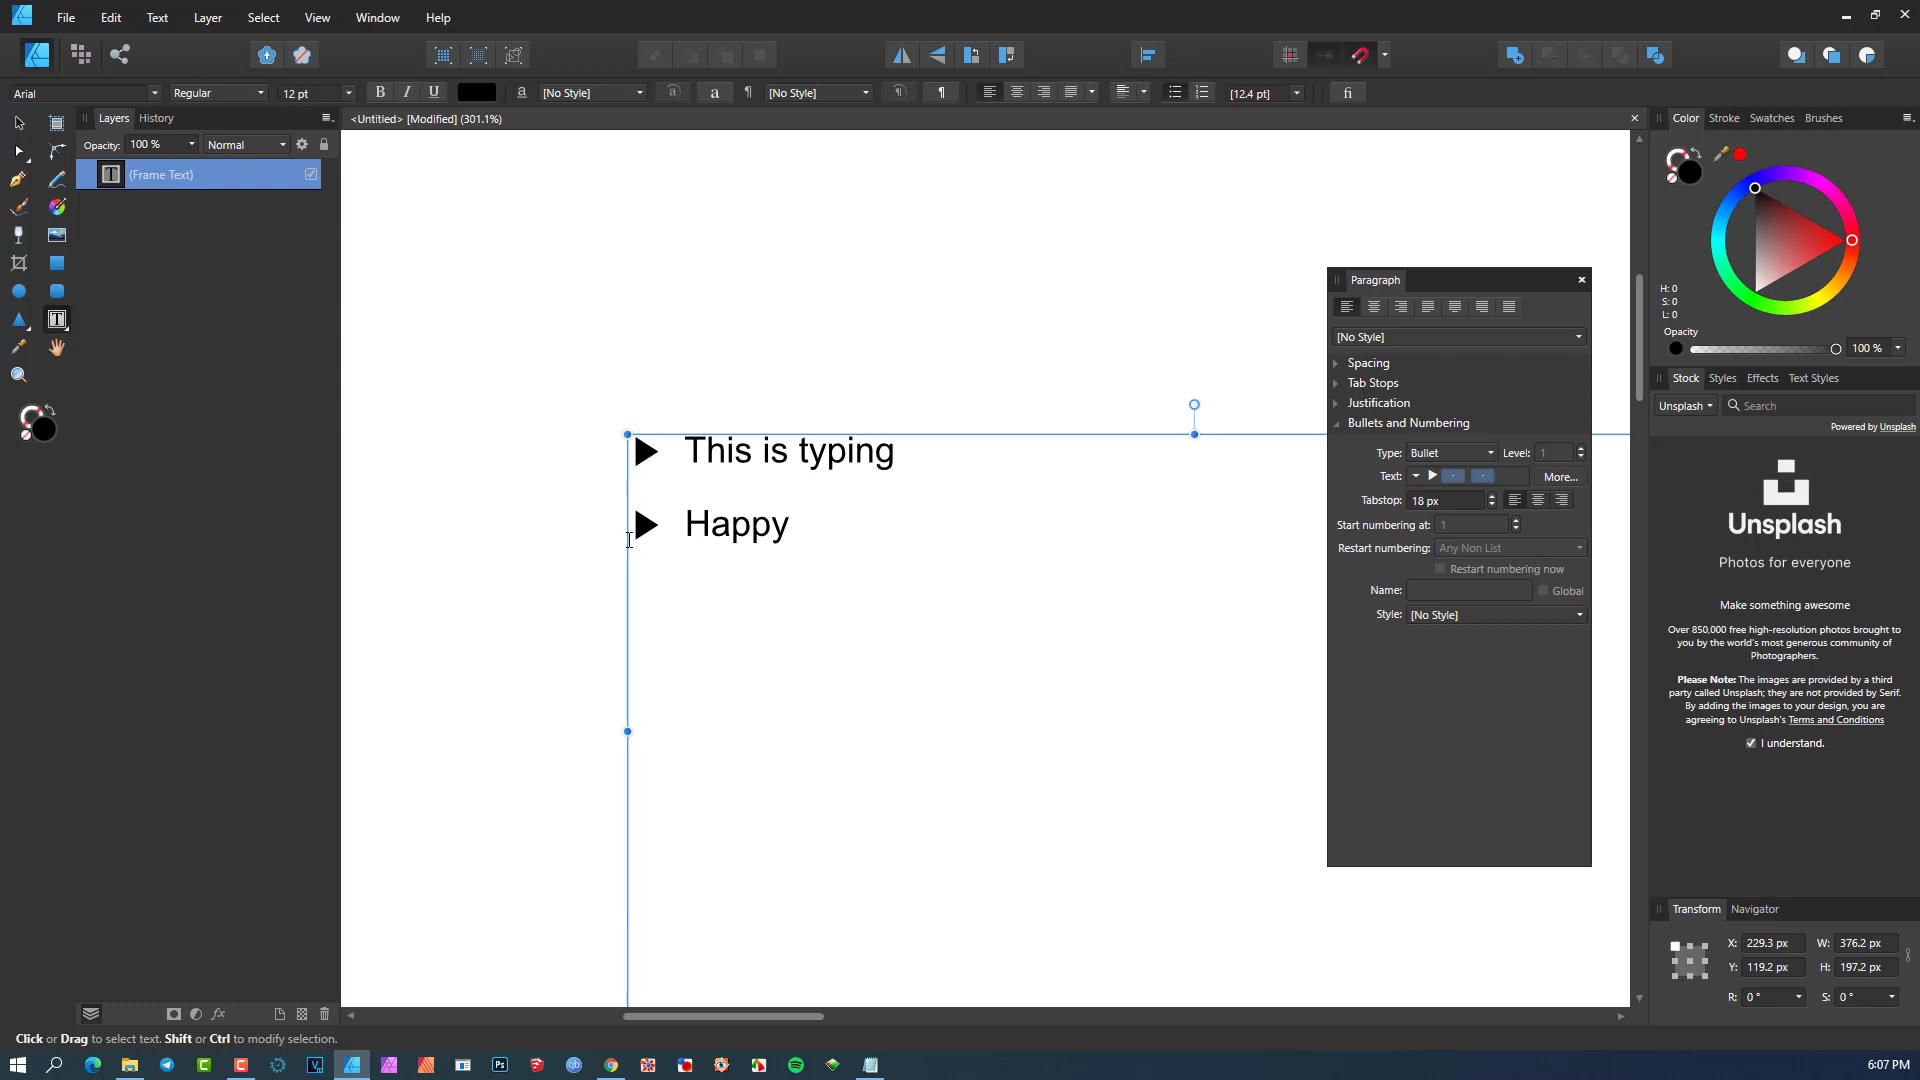 File Edit Text Layer Select View Window Help
Arial Regular 12 pt B I U a [No Style] a a ¶ [No Style] ¶ ¶ [12.4 pt] fi
Layers History
<Untitled> [Modified] (301.1%)
Color Stroke Swatches Brushes
Opacity: 100 % Normal
T (Frame Text)
H: 0
S: 0
L: 0
Opacity
100 %
Stock Styles Effects Text Styles
Unsplash Search
Powered by Unsplash
Unsplash
Photos for everyone
Make something awesome
Over 850,000 free high-resolution photos brought to
you by the world's most generous community of
Photographers.
Please Note: The images are provided by a third
party called Unsplash; they are not provided by Serif.
By adding the images to your design, you are
agreeing to Unsplash's Terms and Conditions
I understand.
▶ This is typing
▶ Happy
Paragraph
[No Style]
Spacing
Tab Stops
Justification
Bullets and Numbering
Type: Bullet Level: 1
Text: ▶ - - More...
Tabstop: 18 px
Start numbering at: 1
Restart numbering: Any Non List
Restart numbering now
Name: Global
Style: [No Style]
Transform Navigator
X: 229.3 px W: 376.2 px
Y: 119.2 px H: 197.2 px
R: 0 ° S: 0 °
fx
Click or Drag to select text. Shift or Ctrl to modify selection.
Ps
qb
6:07 PM